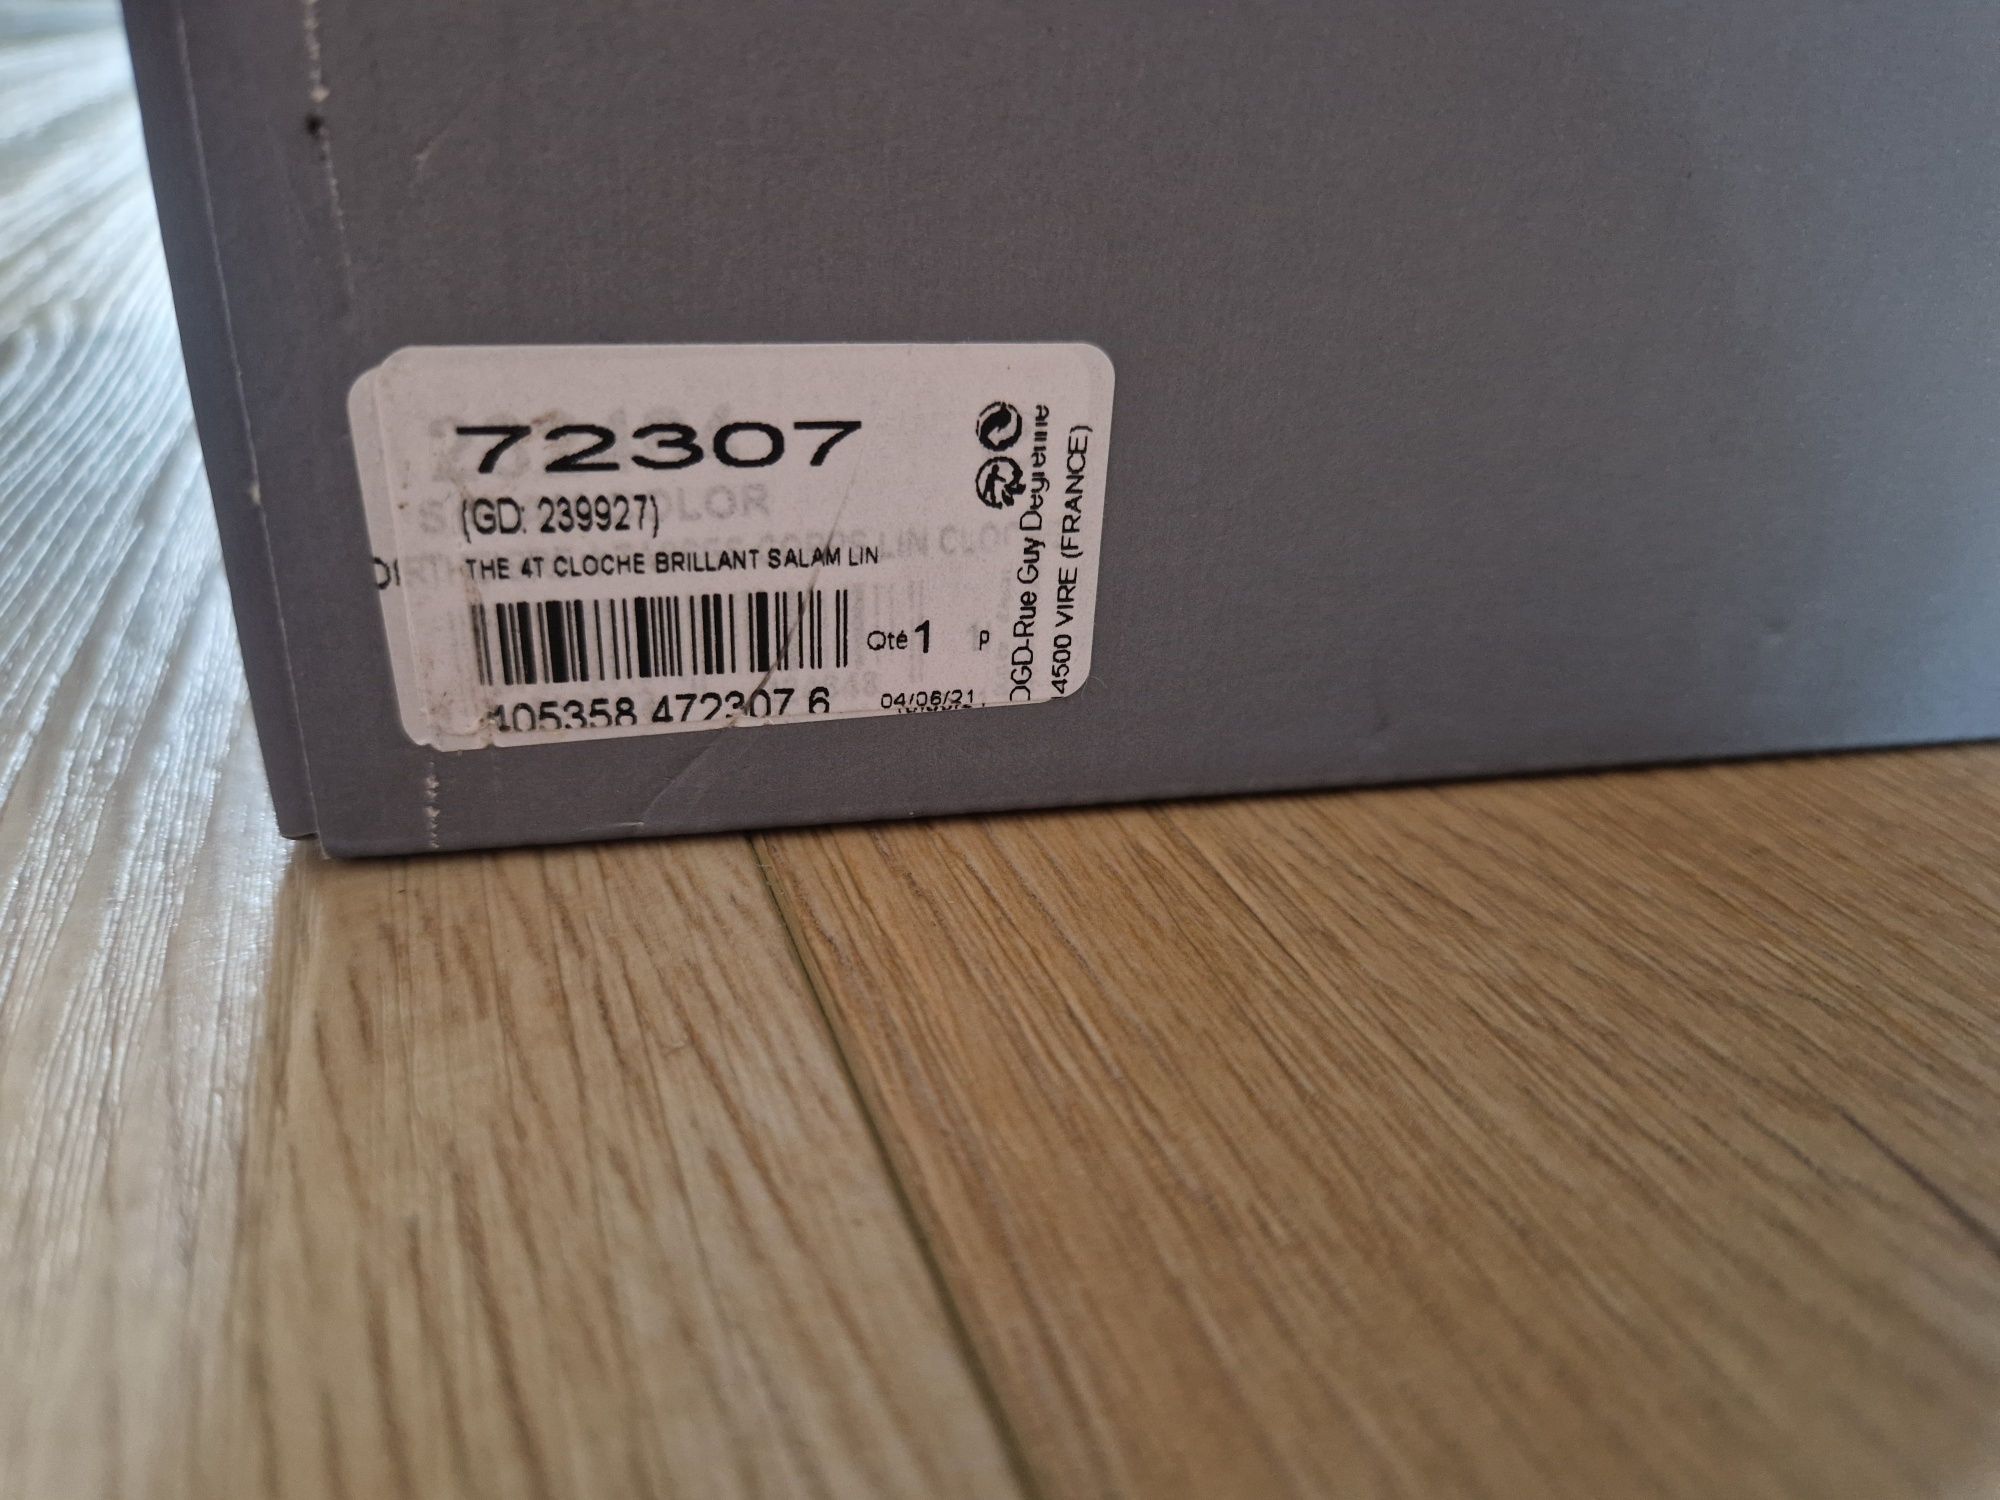 72307
(GD: 239927)
THE 4T CLOCHE BRILLANT SALAM LIN
Qté 1 P
105358 472307 6
04/06/21
DGD-Rue Guy Degrenne
14500 VIRE (FRANCE)